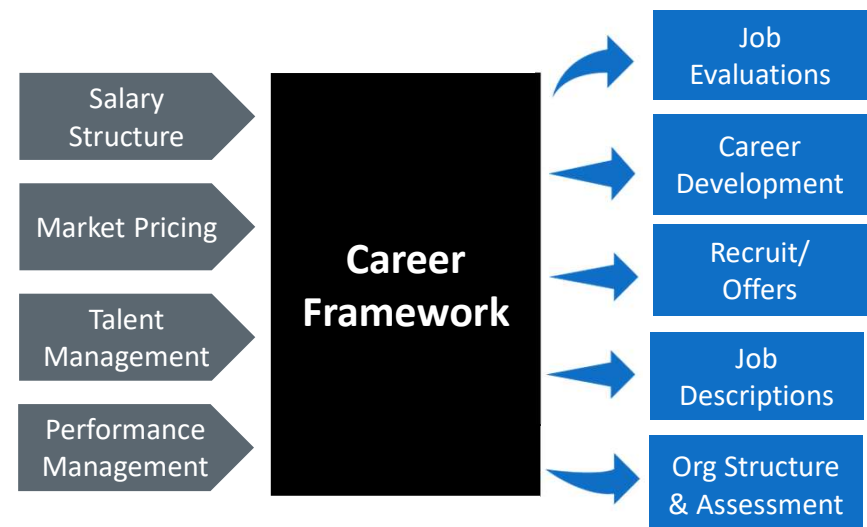 Salary
Structure
Market Pricing
Talent
Management
Performance
Management
Career
Framework
Job
Evaluations
Career
Development
Recruit/
Offers
Job
Descriptions
Org Structure
& Assessment